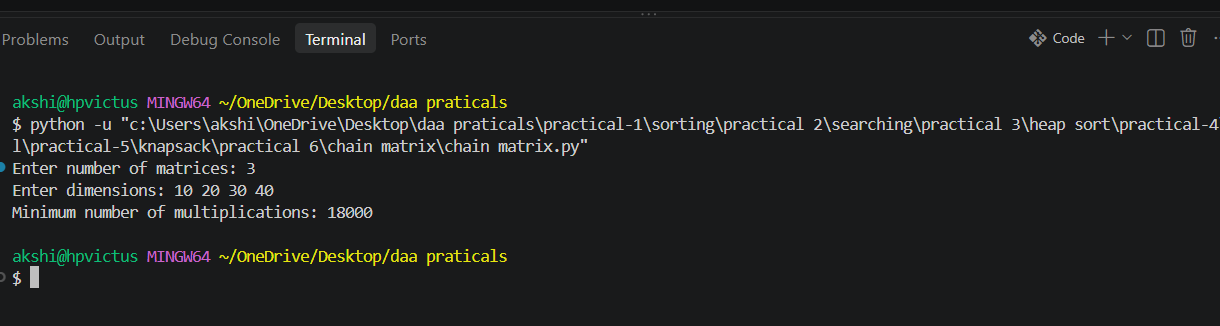 Problems Output Debug Console Terminal Ports Code
akshi@hpvictus MINGW64 ~/OneDrive/Desktop/daa praticals
$ python -u "c:\Users\akshi\OneDrive\Desktop\daa praticals\practical-1\sorting\practical 2\searching\practical 3\heap sort\practical-4\
l\practical-5\knapsack\practical 6\chain matrix\chain matrix.py"
Enter number of matrices: 3
Enter dimensions: 10 20 30 40
Minimum number of multiplications: 18000
akshi@hpvictus MINGW64 ~/OneDrive/Desktop/daa praticals
$